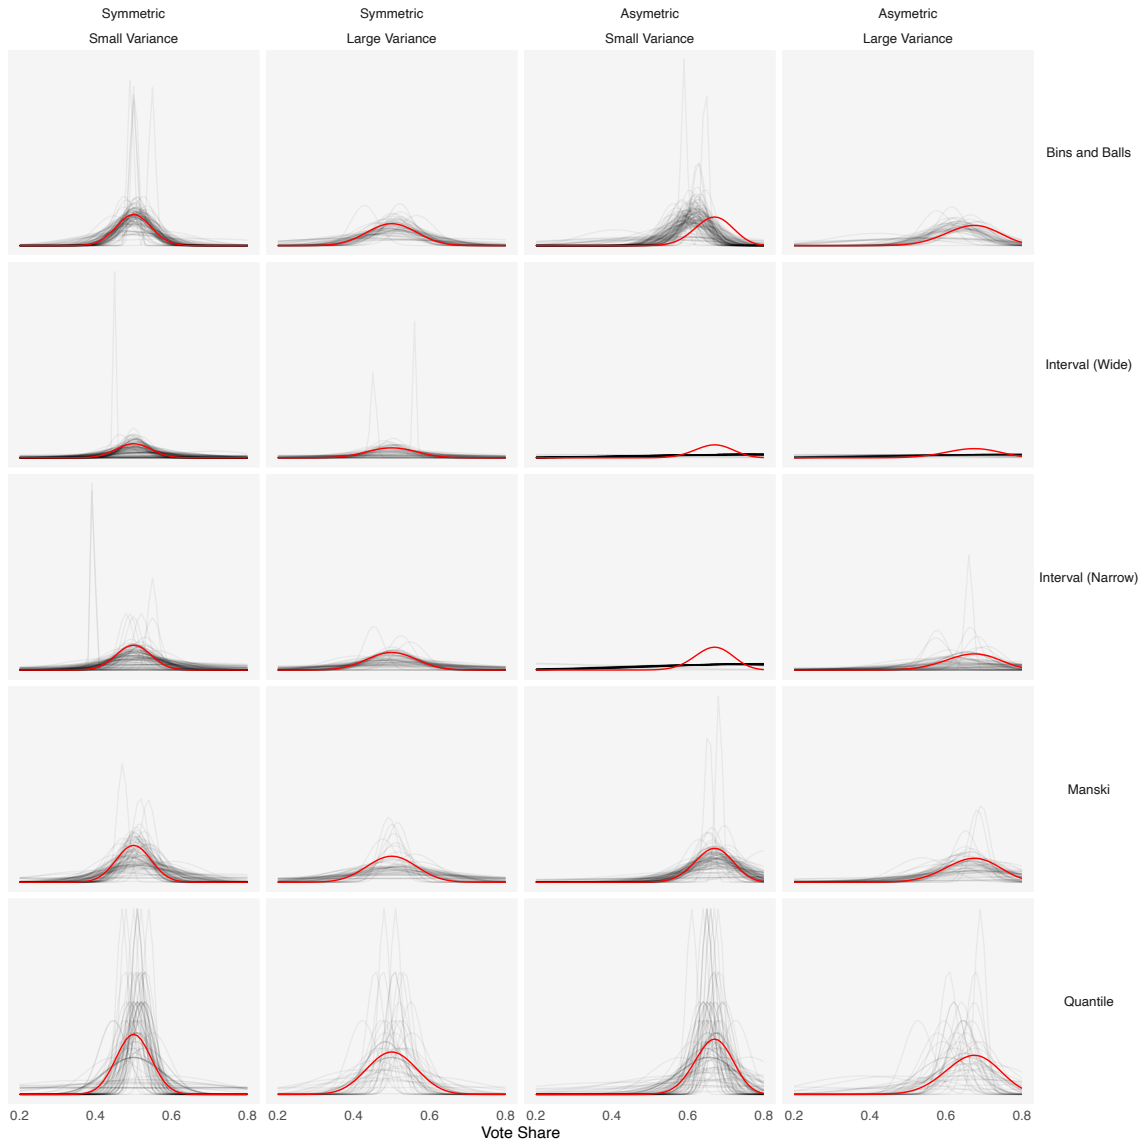 Symmetric Symmetric Asymetric Asymetric
Small Variance Large Variance Small Variance Large Variance
Bins and Balls
Interval (Wide)
Interval (Narrow)
Manski
Quantile
0.2 0.4 0.6 0.8 0.2 0.4 0.6 0.8 0.2 0.4 0.6 0.8 0.2 0.4 0.6 0.8
Vote Share